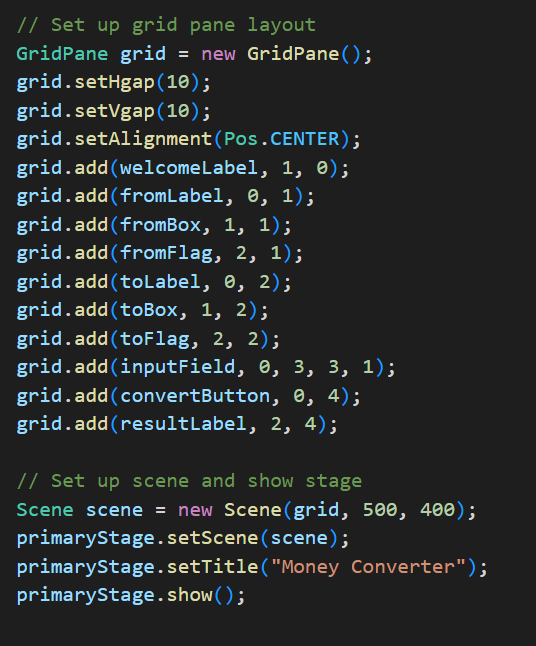 // Set up grid pane layout
GridPane grid = new GridPane();
grid.setHgap(10);
grid.setVgap(10);
grid.setAlignment(Pos.CENTER);
grid.add(welcomeLabel, 1, 0);
grid.add(fromLabel, 0, 1);
grid.add(fromBox, 1, 1);
grid.add(fromFlag, 2, 1);
grid.add(toLabel, 0, 2);
grid.add(toBox, 1, 2);
grid.add(toFlag, 2, 2);
grid.add(inputField, 0, 3, 3, 1);
grid.add(convertButton, 0, 4);
grid.add(resultLabel, 2, 4);
// Set up scene and show stage
Scene scene = new Scene(grid, 500, 400);
primaryStage.setScene(scene);
primaryStage.setTitle("Money Converter");
primaryStage.show();